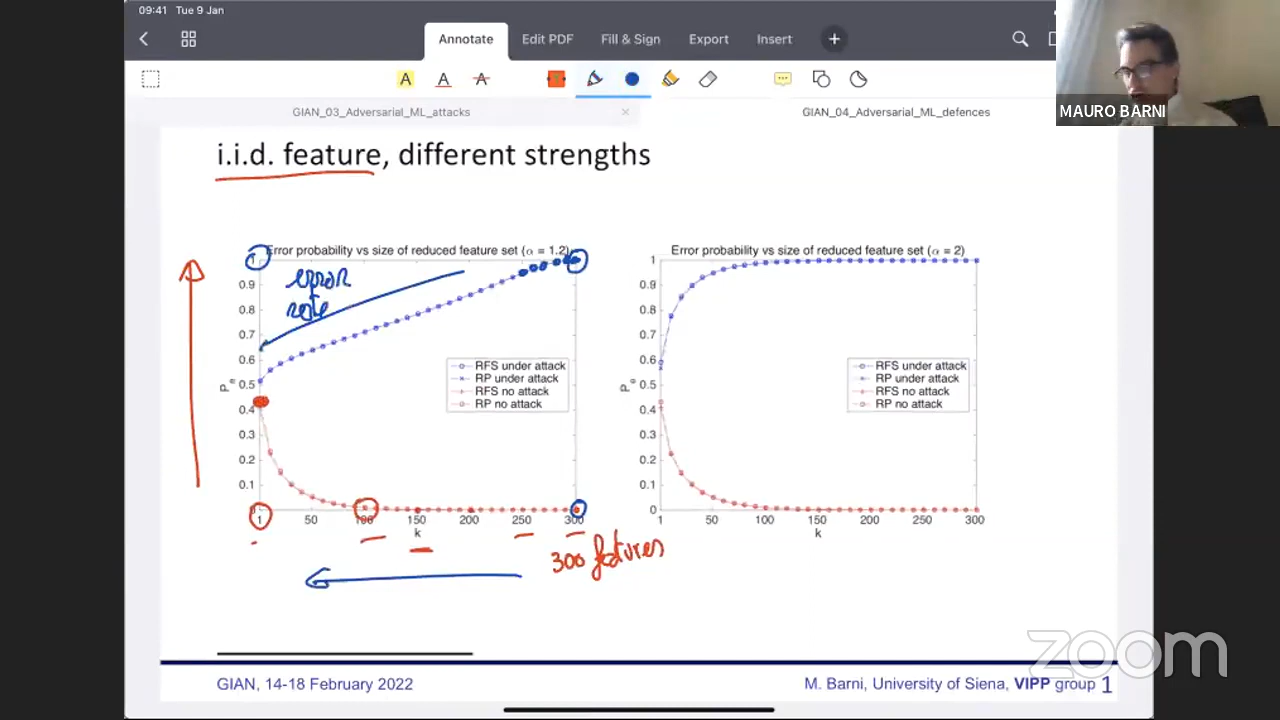 09:41 Tue 9 Jan
Annotate Edit PDF Fill & Sign Export Insert +
A A A
MAURO BARNI
GIAN_03_Adversarial_ML_attacks × GIAN_04_Adversarial_ML_defences
i.i.d. feature, different strengths
Error probability vs size of reduced feature set (α = 1.2)
1
0.9
0.8
0.7
0.6
0.5
0.4
0.3
0.2
0.1
0
1 50 100 150 200 250 300
k
Pe
error
rate
RFS under attack
RP under attack
RFS no attack
RP no attack
300 features
Error probability vs size of reduced feature set (α = 2)
1
0.9
0.8
0.7
0.6
0.5
0.4
0.3
0.2
0.1
0
1 50 100 150 200 250 300
k
Pe
RFS under attack
RP under attack
RFS no attack
RP no attack
GIAN, 14-18 February 2022
M. Barni, University of Siena, VIPP group 1
zoom